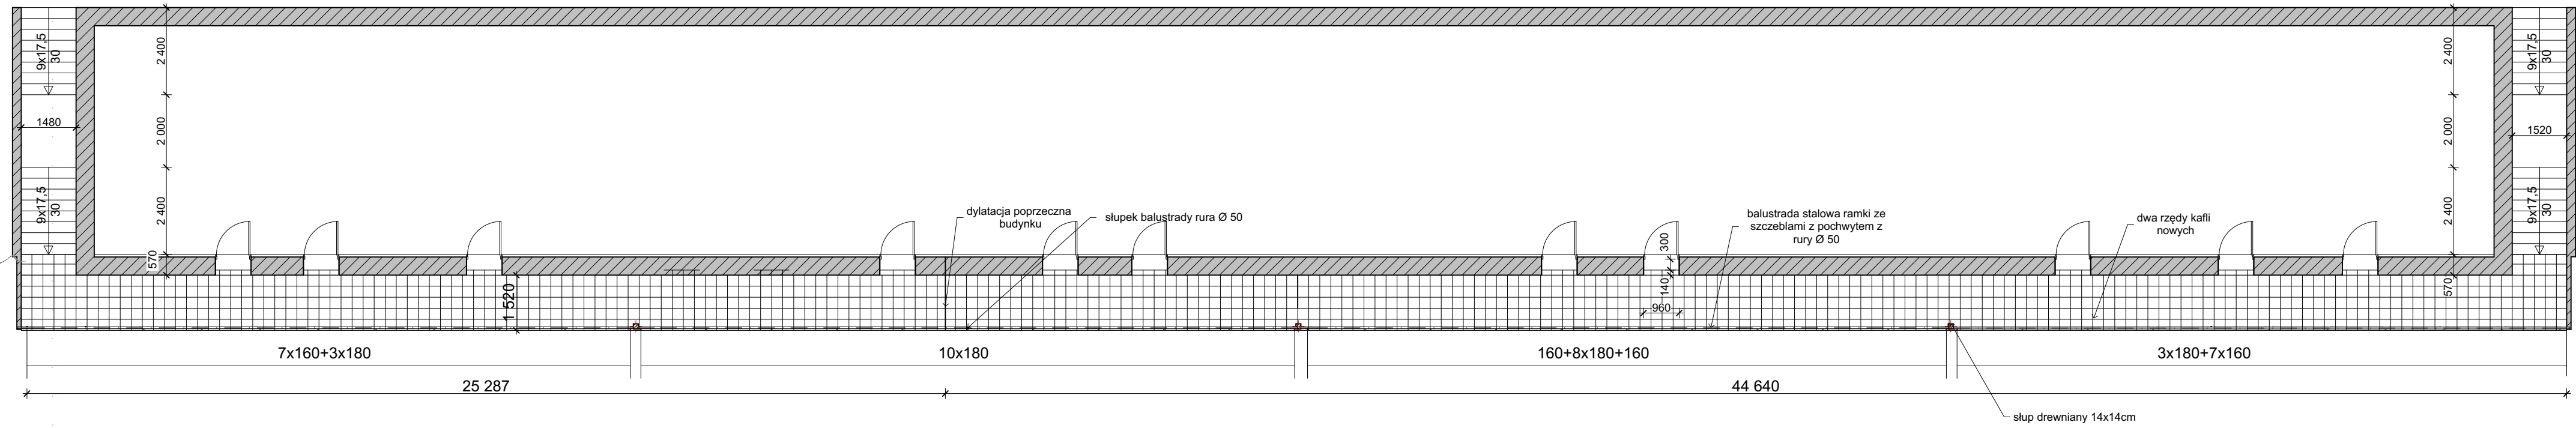 9x17,5
30
2 400
2 400
9x17,5
30
1480
2 000
2 000
1520
9x17,5
30
2 400
dylatacja poprzeczna
budynku
słupek balustrady rura Ø 50
balustrada stalowa ramki ze
szczeblami z pochwytem z
rury Ø 50
dwa rzędy kafli
nowych
2 400
9x17,5
30
570
300
1 520
140
960
570
7x160+3x180
10x180
160+8x180+160
3x180+7x160
25 287
44 640
słup drewniany 14x14cm